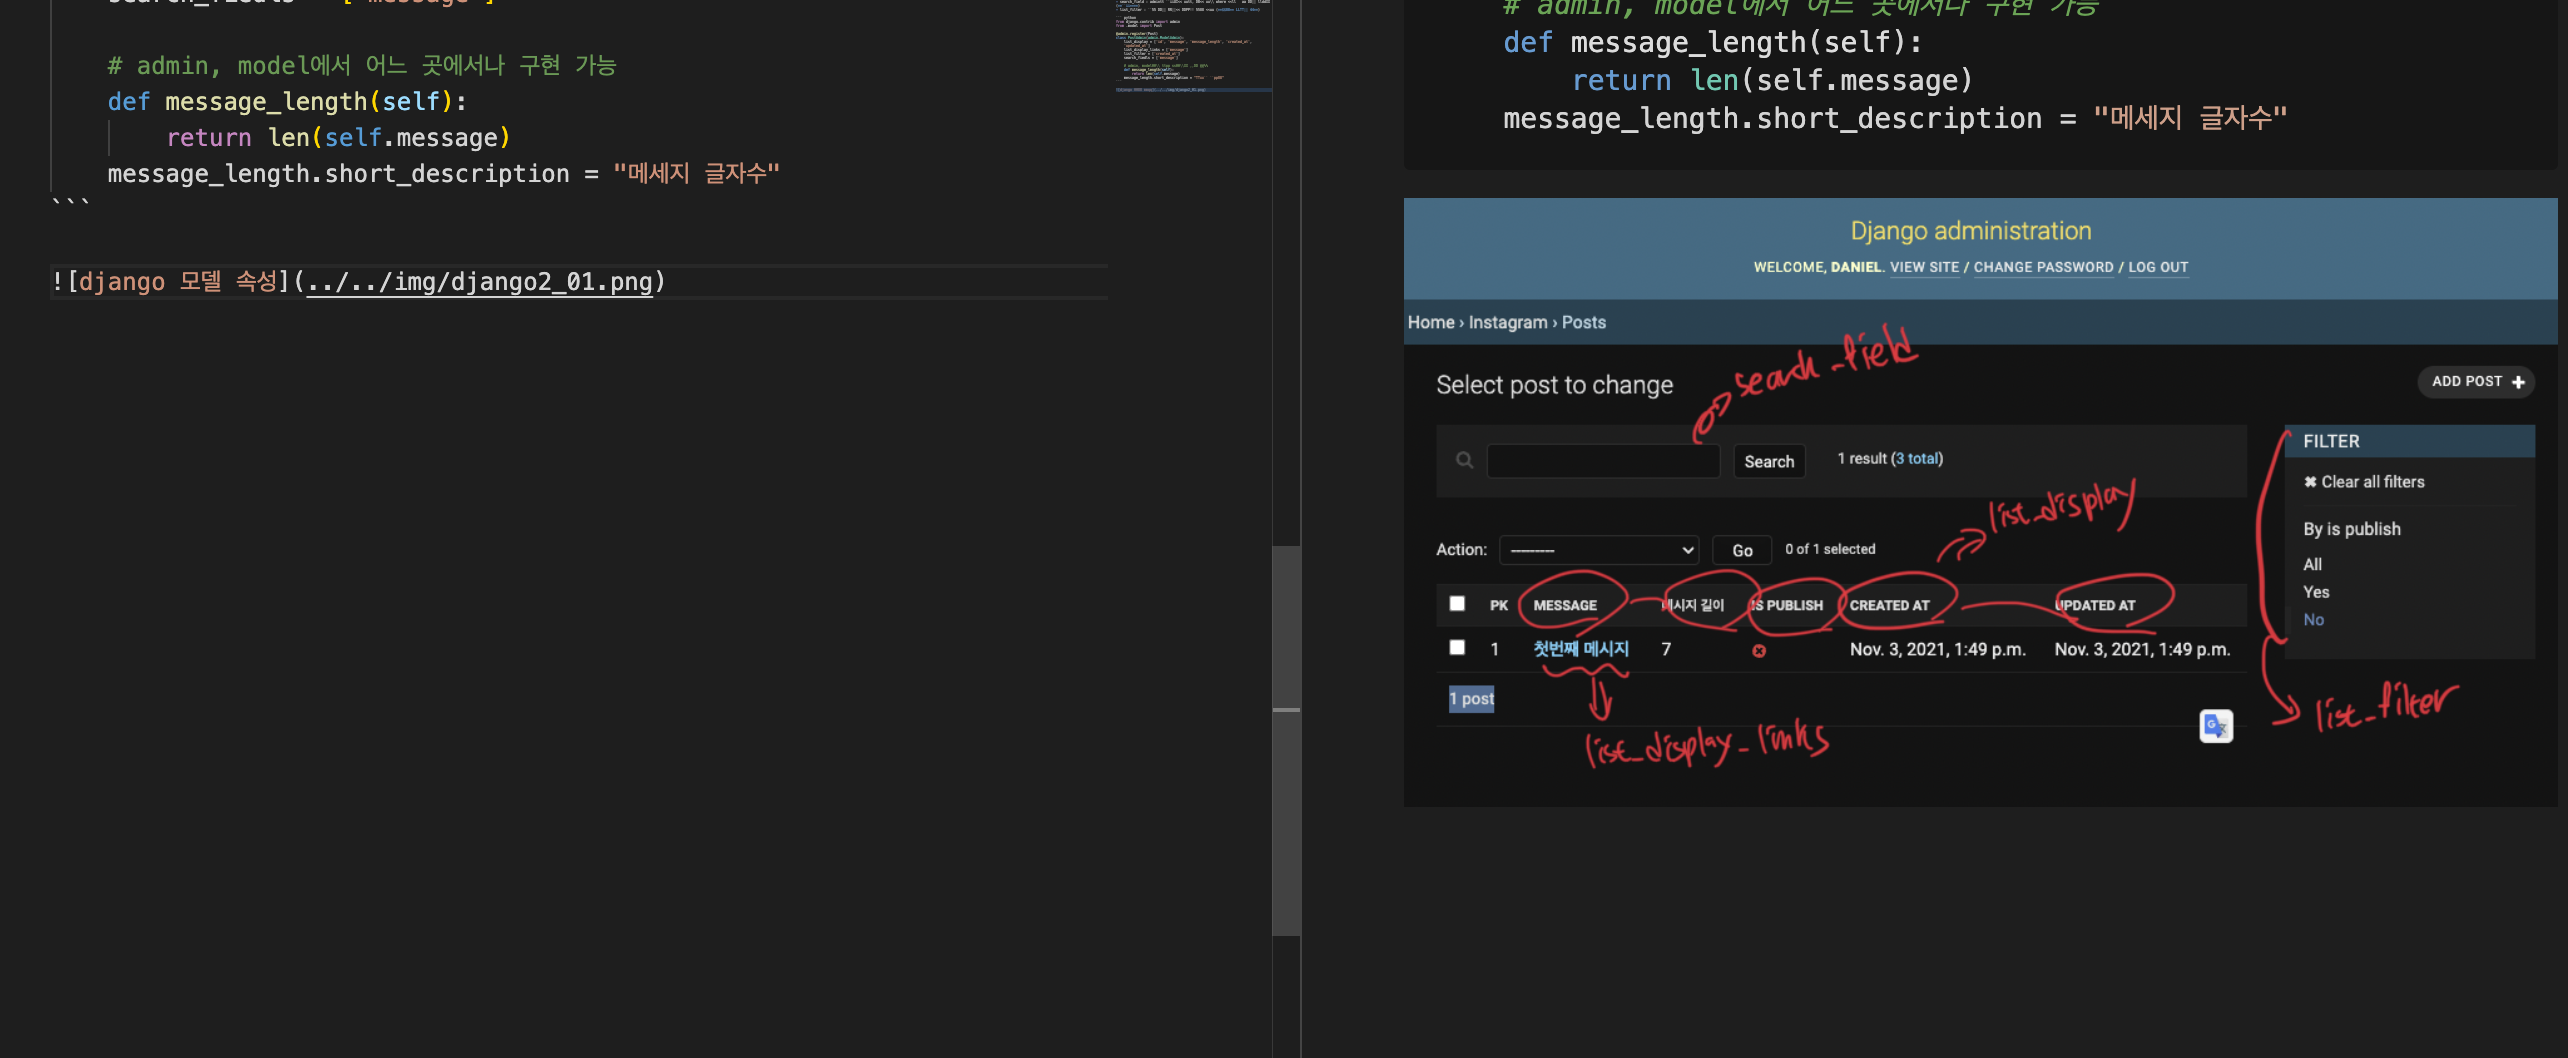 search_fields = ['message']
# admin, model에서 어느 곳에서나 구현 가능
def message_length(self):
return len(self.message)
message_length.short_description = "메세지 글자수"
```
![django 모델 속성](../../img/django2_01.png)
# admin, model에서 어느 곳에서나 구현 가능
def message_length(self):
return len(self.message)
message_length.short_description = "메세지 글자수"
Django administration
WELCOME, DANIEL. VIEW SITE / CHANGE PASSWORD / LOG OUT
Home › Instagram › Posts
search_field
Select post to change
ADD POST +
Search
1 result (3 total)
FILTER
✖ Clear all filters
By is publish
All
Yes
No
list_display
Action:
---------
Go
0 of 1 selected
PK MESSAGE 메시지 길이 IS PUBLISH CREATED AT UPDATED AT
1 첫번째 메시지 7 Nov. 3, 2021, 1:49 p.m. Nov. 3, 2021, 1:49 p.m.
1 post
list_display_links
list_filter